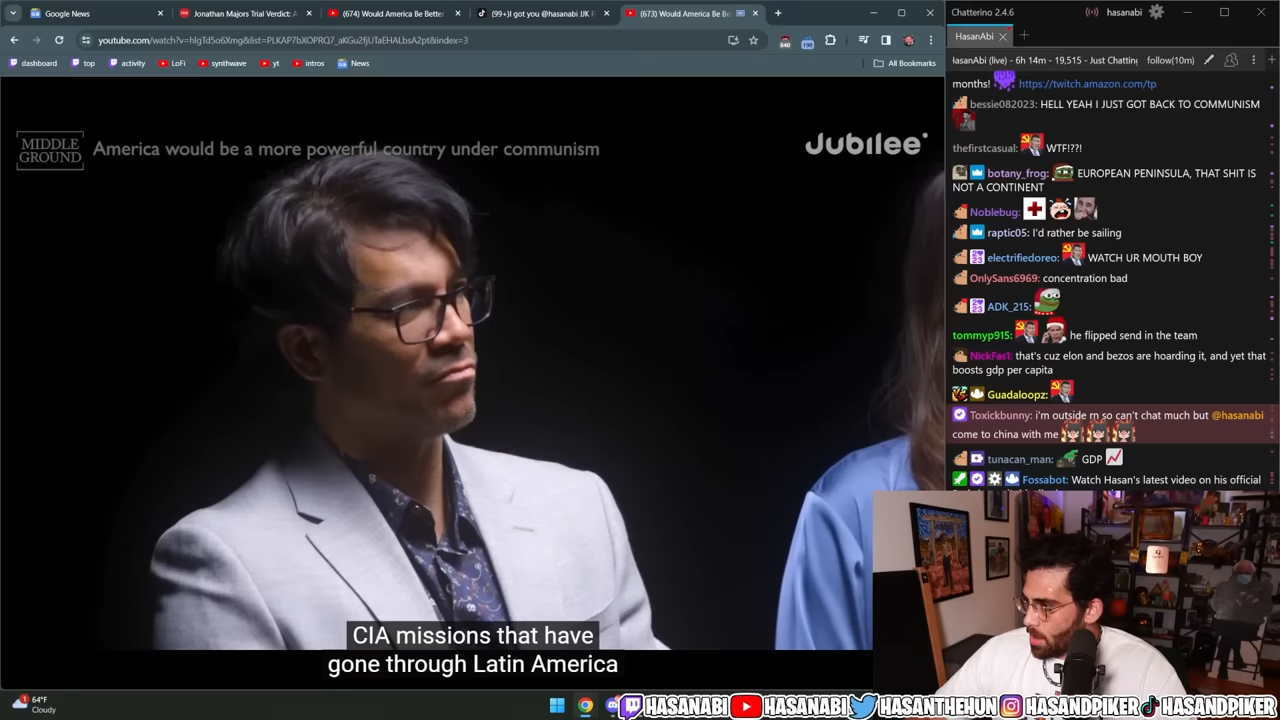 Google News
Jonathan Majors Trial Verdict: A
(674) Would America Be Better
(99+)I got you @hasanabi JJK F
(673) Would America Be Be
youtube.com/watch?v=hIgTd5o6Xmg&list=PLKAP7bXOPRQ7_aKGu2fjUTaEHALbsA2pt&index=3
dashboard
top
activity
LoFi
synthwave
yt
intros
News
All Bookmarks
MIDDLE
GROUND
America would be a more powerful country under communism
Jubilee
CIA missions that have
gone through Latin America
64°F
Cloudy
Chatterino 2.4.6
hasanabi
HasanAbi
HasanAbi (live) - 6h 14m - 19,515 - Just Chatting
follow(10m)
months! https://twitch.amazon.com/tp
bessie082023: HELL YEAH I JUST GOT BACK TO COMMUNISM
thefirstcasual: WTF!??!
botany_frog: EUROPEAN PENINSULA, THAT SHIT IS
NOT A CONTINENT
Noblebug:
raptic05: I'd rather be sailing
electrifiedoreo: WATCH UR MOUTH BOY
OnlySans6969: concentration bad
ADK_215:
tommyp915: he flipped send in the team
NickFas1: that's cuz elon and bezos are hoarding it, and yet that
boosts gdp per capita
Guadaloopz:
Toxickbunny: i'm outside rn so can't chat much but @hasanabi
come to china with me
tunacan_man: GDP
Fossabot: Watch Hasan's latest video on his official
HASANABI
HASANABI
HASANTHEHUN
HASANDPIKER
HASANDPIKER